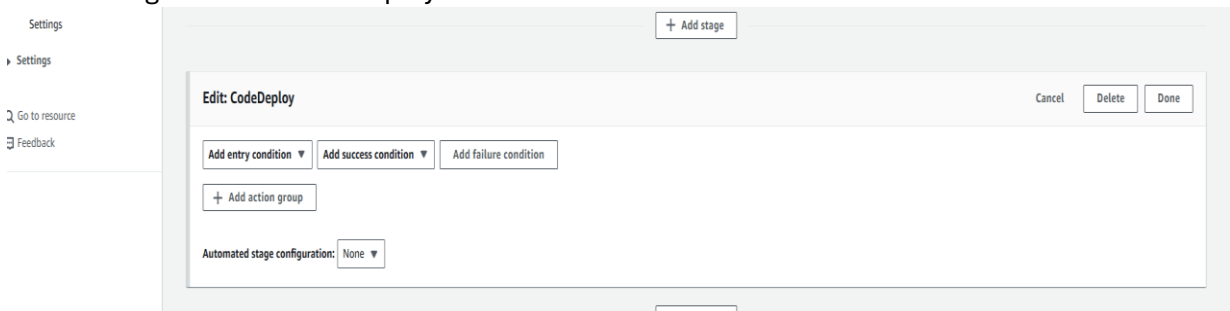 Settings
+ Add stage
Settings
Edit: CodeDeploy
Cancel Delete Done
Go to resource
Feedback
Add entry condition Add success condition Add failure condition
+ Add action group
Automated stage configuration: None